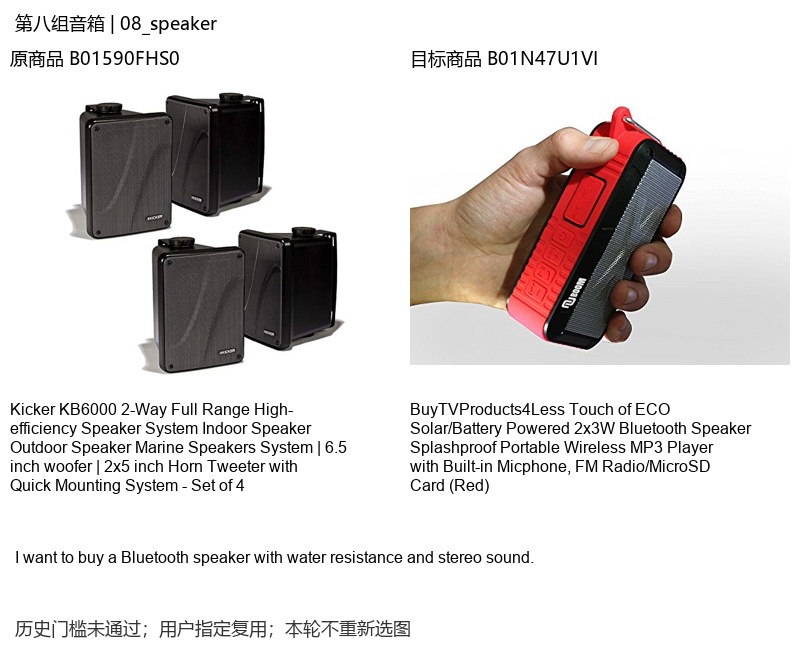 第八组音箱 | 08_speaker
原商品 B01590FHS0
目标商品 B01N47U1VI
KICKER
KICKER
BOOM
Kicker KB6000 2-Way Full Range High-
efficiency Speaker System Indoor Speaker
Outdoor Speaker Marine Speakers System | 6.5
inch woofer | 2x5 inch Horn Tweeter with
Quick Mounting System - Set of 4
BuyTVProducts4Less Touch of ECO
Solar/Battery Powered 2x3W Bluetooth Speaker
Splashproof Portable Wireless MP3 Player
with Built-in Micphone, FM Radio/MicroSD
Card (Red)
I want to buy a Bluetooth speaker with water resistance and stereo sound.
历史门槛未通过；用户指定复用；本轮不重新选图